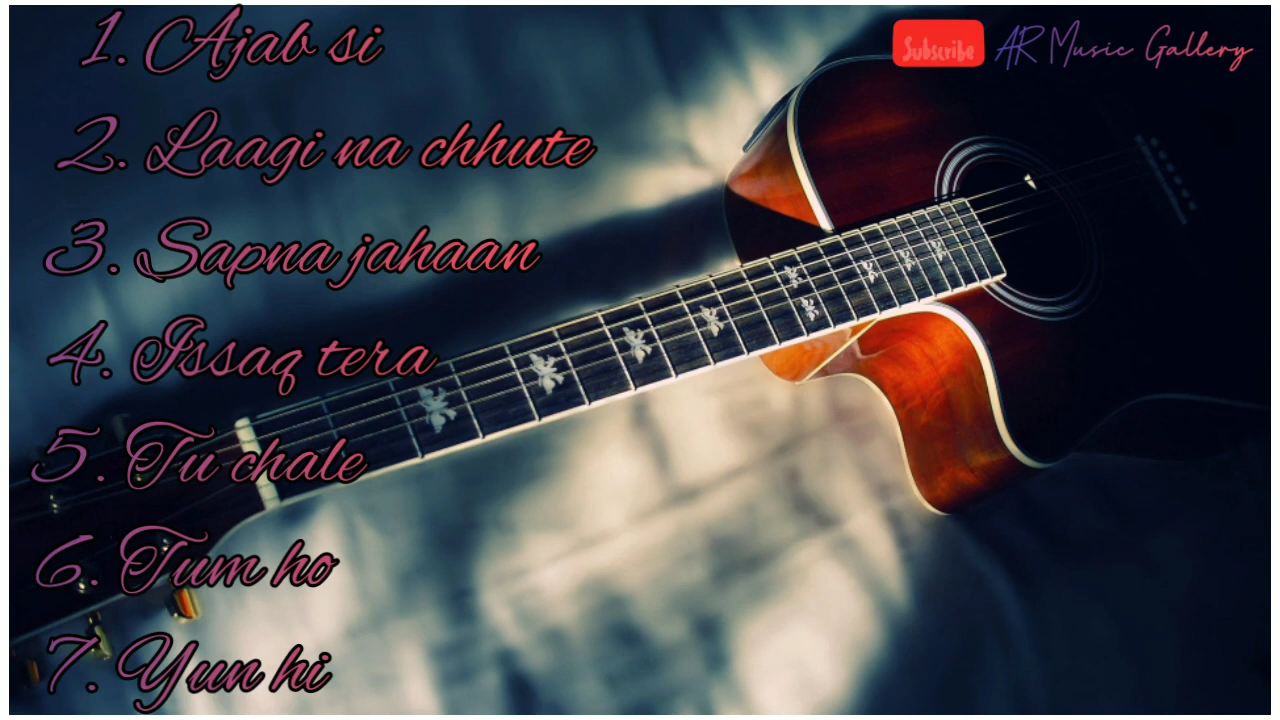 1. Ajab si
Subscribe AR Music Gallery
2. Laagi na chhute
3. Sapna jahaan
4. Issaq tera
5. Tu chale
6. Tum ho
7. Yun hi